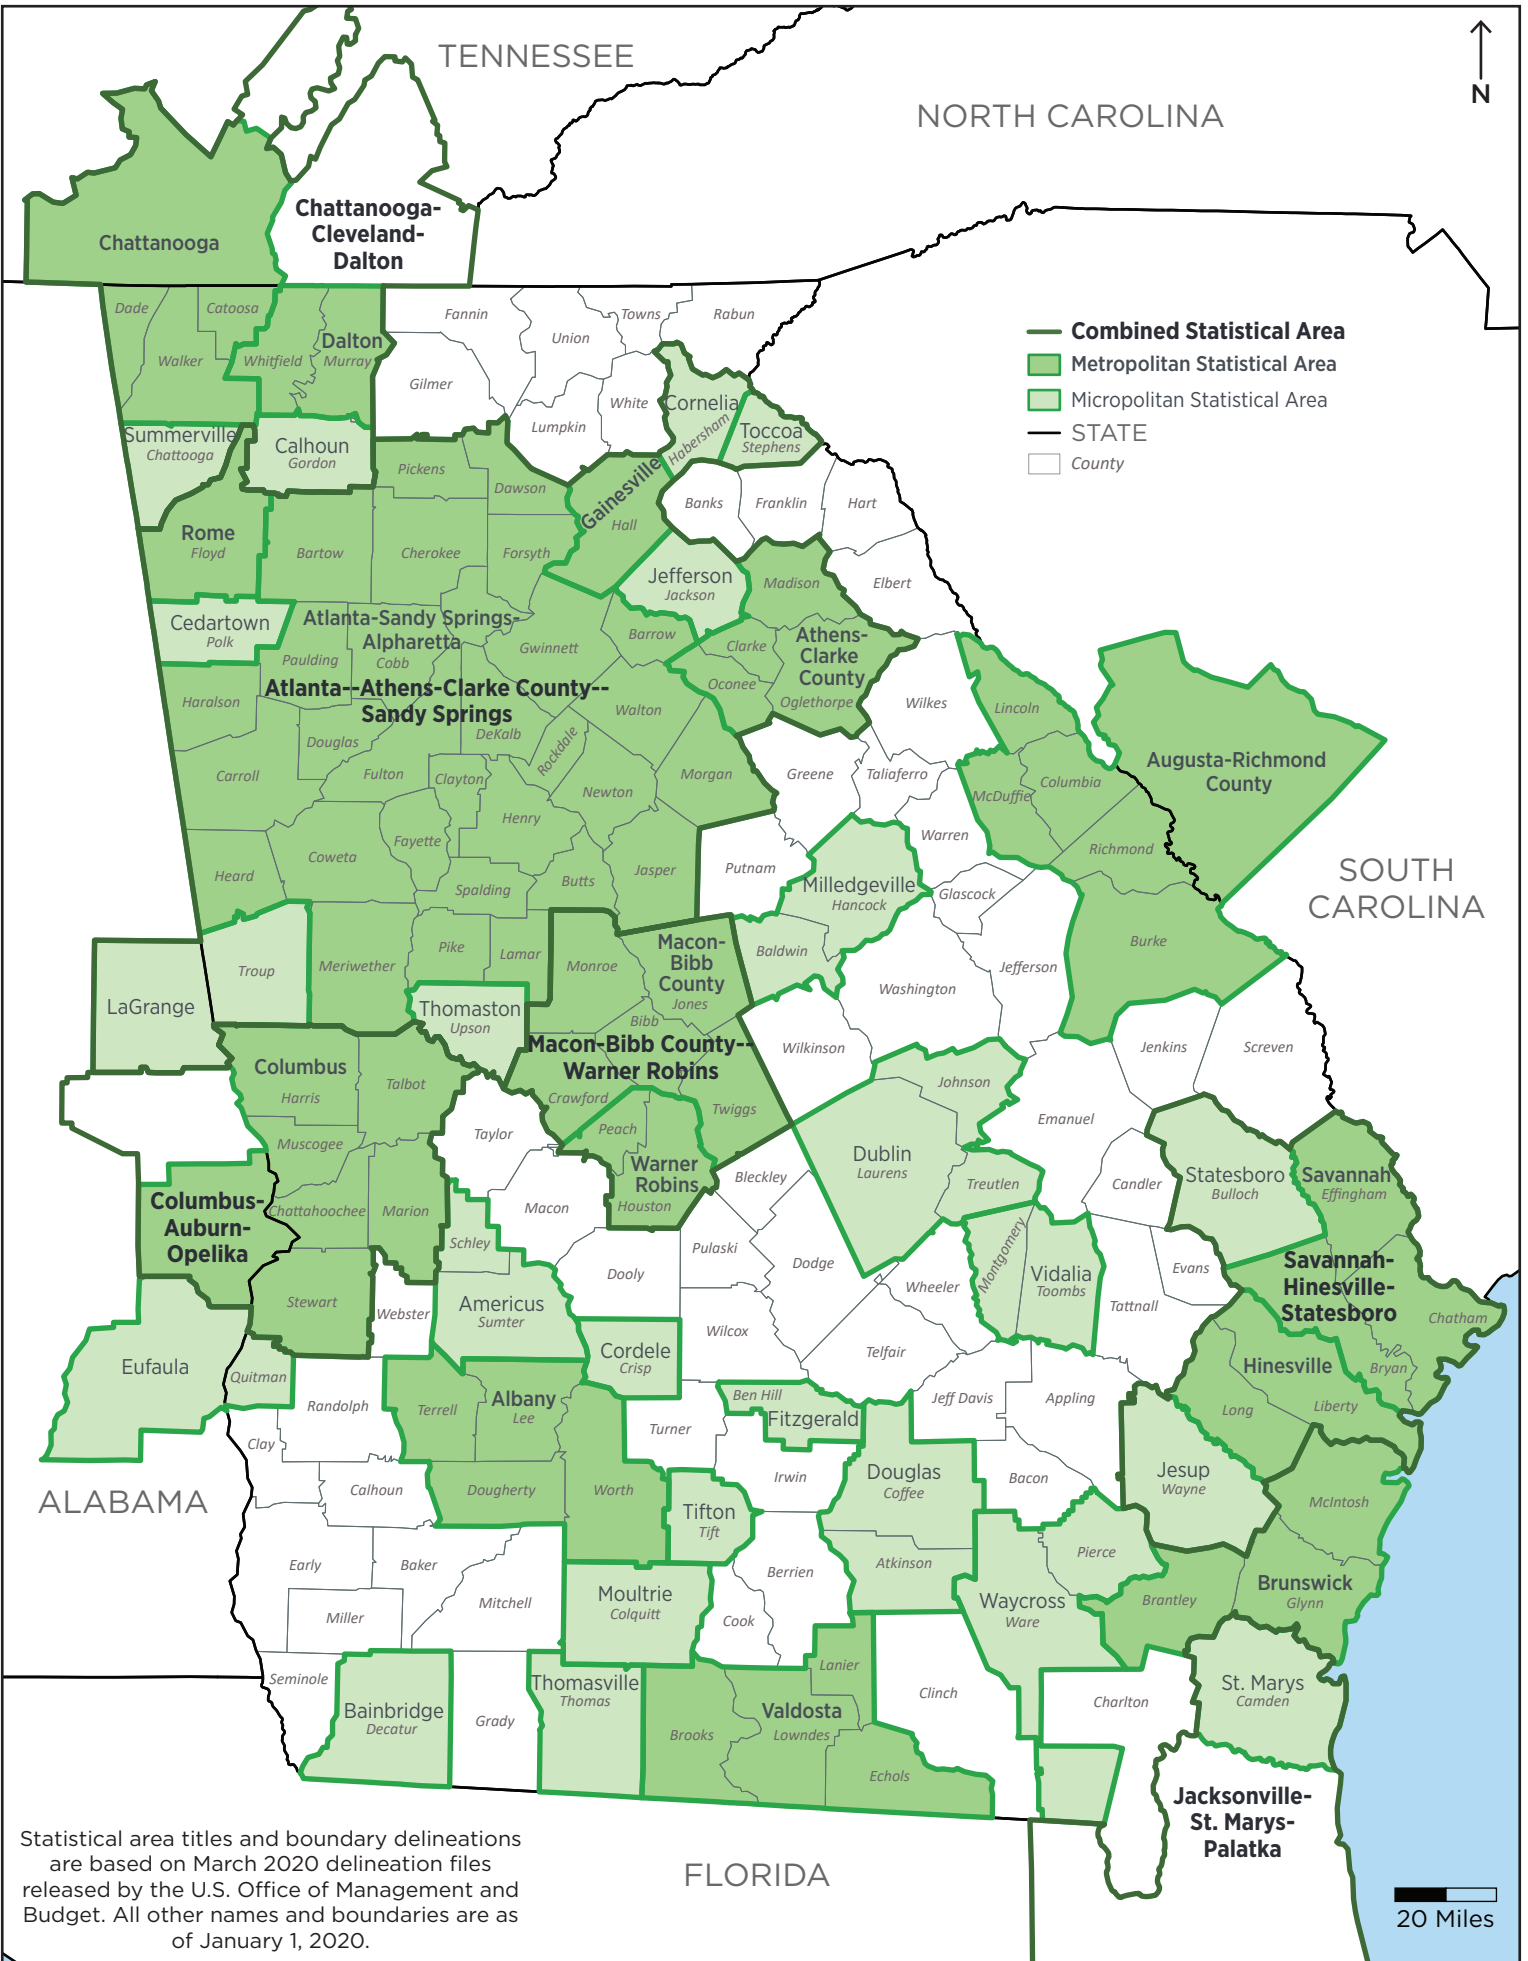 TENNESSEE
NORTH CAROLINA
N
Chattanooga
Chattanooga-
Cleveland-
Dalton
Combined Statistical Area
Metropolitan Statistical Area
Micropolitan Statistical Area
STATE
County
Dade
Catoosa
Walker
Whitfield
Dalton
Murray
Fannin
Union
Towns
Rabun
Gilmer
White
Lumpkin
Cornelia
Habersham
Toccoa
Stephens
Summerville
Chattooga
Calhoun
Gordon
Pickens
Dawson
Gainesville
Hall
Banks
Franklin
Hart
Rome
Floyd
Bartow
Cherokee
Forsyth
Jefferson
Jackson
Madison
Elbert
Cedartown
Polk
Atlanta-Sandy Springs-
Alpharetta
Cobb
Paulding
Gwinnett
Barrow
Clarke
Oconee
Athens-
Clarke
County
Oglethorpe
Haralson
Atlanta--Athens-Clarke County--
Sandy Springs
Walton
Wilkes
Lincoln
Douglas
DeKalb
Rockdale
Carroll
Fulton
Clayton
Newton
Morgan
Greene
Taliaferro
McDuffie
Columbia
Augusta-Richmond
County
Henry
Fayette
Coweta
Heard
Spalding
Butts
Jasper
Putnam
Warren
Richmond
Milledgeville
Hancock
Glascock
SOUTH
CAROLINA
Troup
Meriwether
Pike
Lamar
Monroe
Macon-
Bibb
County
Jones
Baldwin
Washington
Jefferson
Burke
LaGrange
Thomaston
Upson
Bibb
Macon-Bibb County--
Warner Robins
Wilkinson
Jenkins
Screven
Columbus
Harris
Talbot
Crawford
Peach
Twiggs
Johnson
Emanuel
Taylor
Muscogee
Warner
Robins
Houston
Bleckley
Dublin
Laurens
Treutlen
Candler
Statesboro
Bulloch
Savannah
Effingham
Columbus-
Auburn-
Opelika
Chattahoochee
Marion
Macon
Schley
Dooly
Pulaski
Dodge
Wheeler
Montgomery
Vidalia
Toombs
Tattnall
Evans
Savannah-
Hinesville-
Statesboro
Chatham
Stewart
Webster
Americus
Sumter
Cordele
Crisp
Wilcox
Telfair
Hinesville
Bryan
Eufaula
Quitman
Randolph
Terrell
Albany
Lee
Turner
Ben Hill
Fitzgerald
Jeff Davis
Appling
Long
Liberty
Clay
ALABAMA
Calhoun
Dougherty
Worth
Tifton
Tift
Irwin
Douglas
Coffee
Bacon
Jesup
Wayne
McIntosh
Early
Baker
Mitchell
Miller
Moultrie
Colquitt
Berrien
Cook
Atkinson
Pierce
Waycross
Ware
Brantley
Brunswick
Glynn
Seminole
Bainbridge
Decatur
Grady
Thomasville
Thomas
Brooks
Valdosta
Lowndes
Lanier
Echols
Clinch
Charlton
St. Marys
Camden
Jacksonville-
St. Marys-
Palatka
FLORIDA
Statistical area titles and boundary delineations
are based on March 2020 delineation files
released by the U.S. Office of Management and
Budget. All other names and boundaries are as
of January 1, 2020.
20 Miles